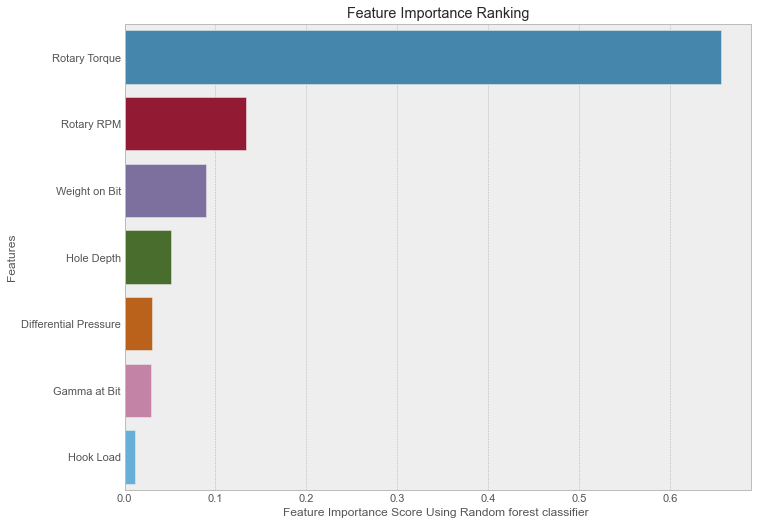 Feature Importance Ranking
Rotary Torque
Rotary RPM
Weight on Bit
Hole Depth
Differential Pressure
Gamma at Bit
Hook Load
Features
0.0 0.1 0.2 0.3 0.4 0.5 0.6
Feature Importance Score Using Random forest classifier